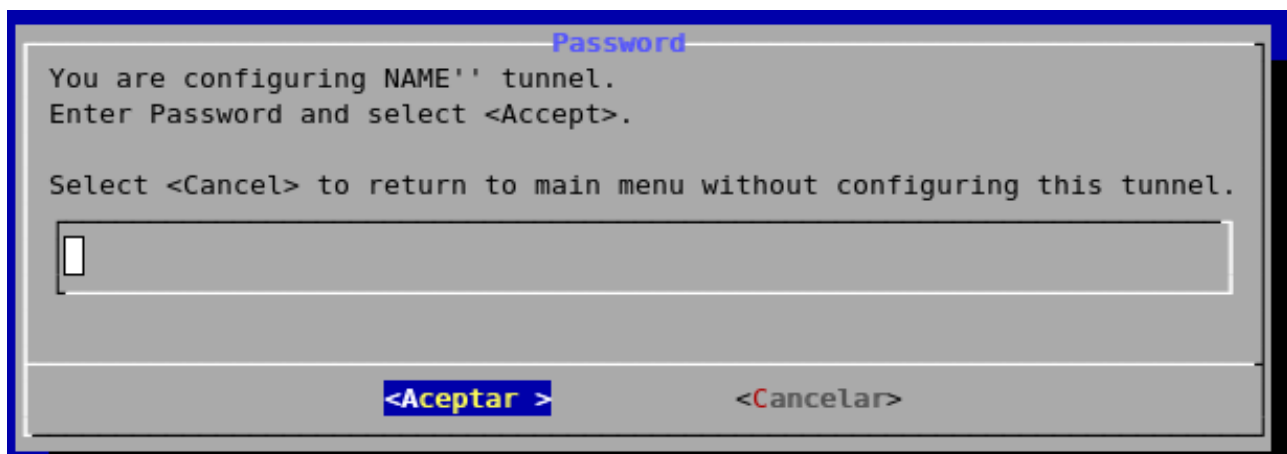 Password
You are configuring NAME'' tunnel.
Enter Password and select <Accept>.
Select <Cancel> to return to main menu without configuring this tunnel.
<Aceptar > <Cancelar>